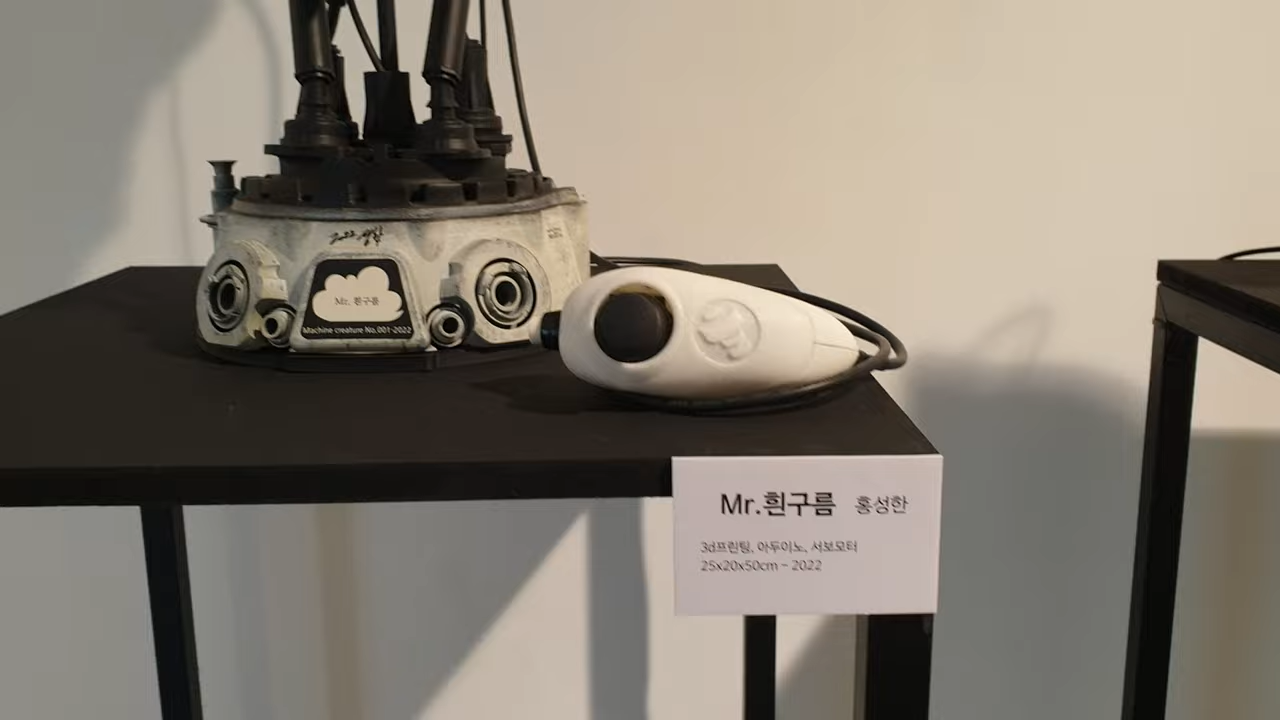 2022
Mr. 흰구름
Machine creature No.001-2022
Mr.흰구름 홍성한
3d프린팅, 아두이노, 서보모터
25x20x50cm - 2022